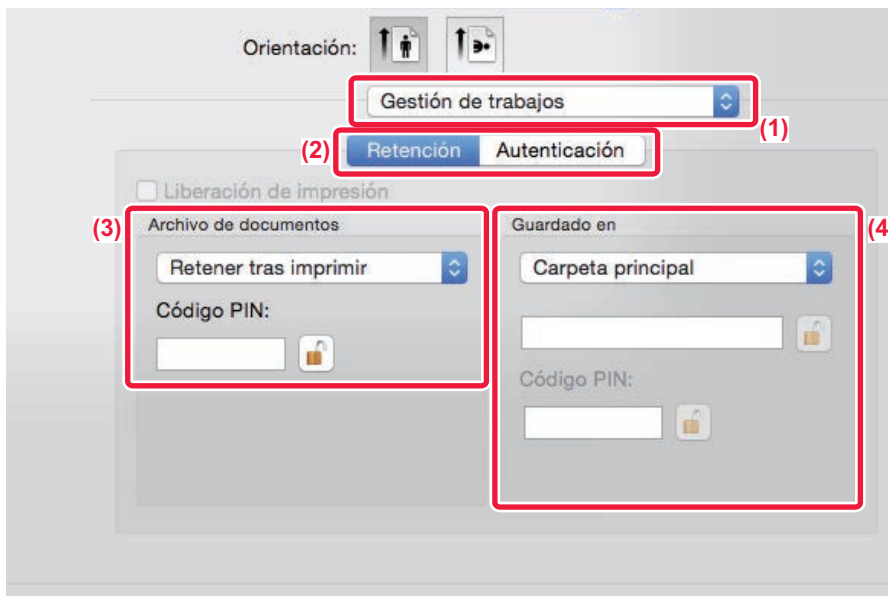 Orientación:
Gestión de trabajos
(1)
(2) Retención Autenticación
Liberación de impresión
(3) Archivo de documentos
Retener tras imprimir
Código PIN:
Guardado en (4)
Carpeta principal
Código PIN: